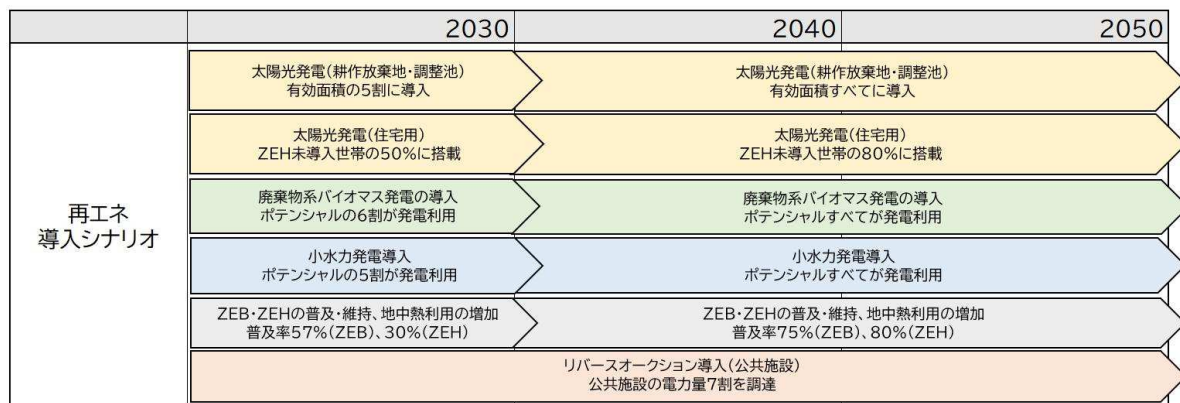 2030
2040
2050
再エネ
導入シナリオ
太陽光発電(耕作放棄地・調整池)
有効面積の5割に導入
太陽光発電(耕作放棄地・調整池)
有効面積すべてに導入
太陽光発電(住宅用)
ZEH未導入世帯の50%に搭載
太陽光発電(住宅用)
ZEH未導入世帯の80%に搭載
廃棄物系バイオマス発電の導入
ポテンシャルの6割が発電利用
廃棄物系バイオマス発電の導入
ポテンシャルすべてが発電利用
小水力発電導入
ポテンシャルの5割が発電利用
小水力発電導入
ポテンシャルすべてが発電利用
ZEB・ZEHの普及・維持、地中熱利用の増加
普及率57%(ZEB)、30%(ZEH)
ZEB・ZEHの普及・維持、地中熱利用の増加
普及率75%(ZEB)、80%(ZEH)
リバースオークション導入(公共施設)
公共施設の電力量7割を調達